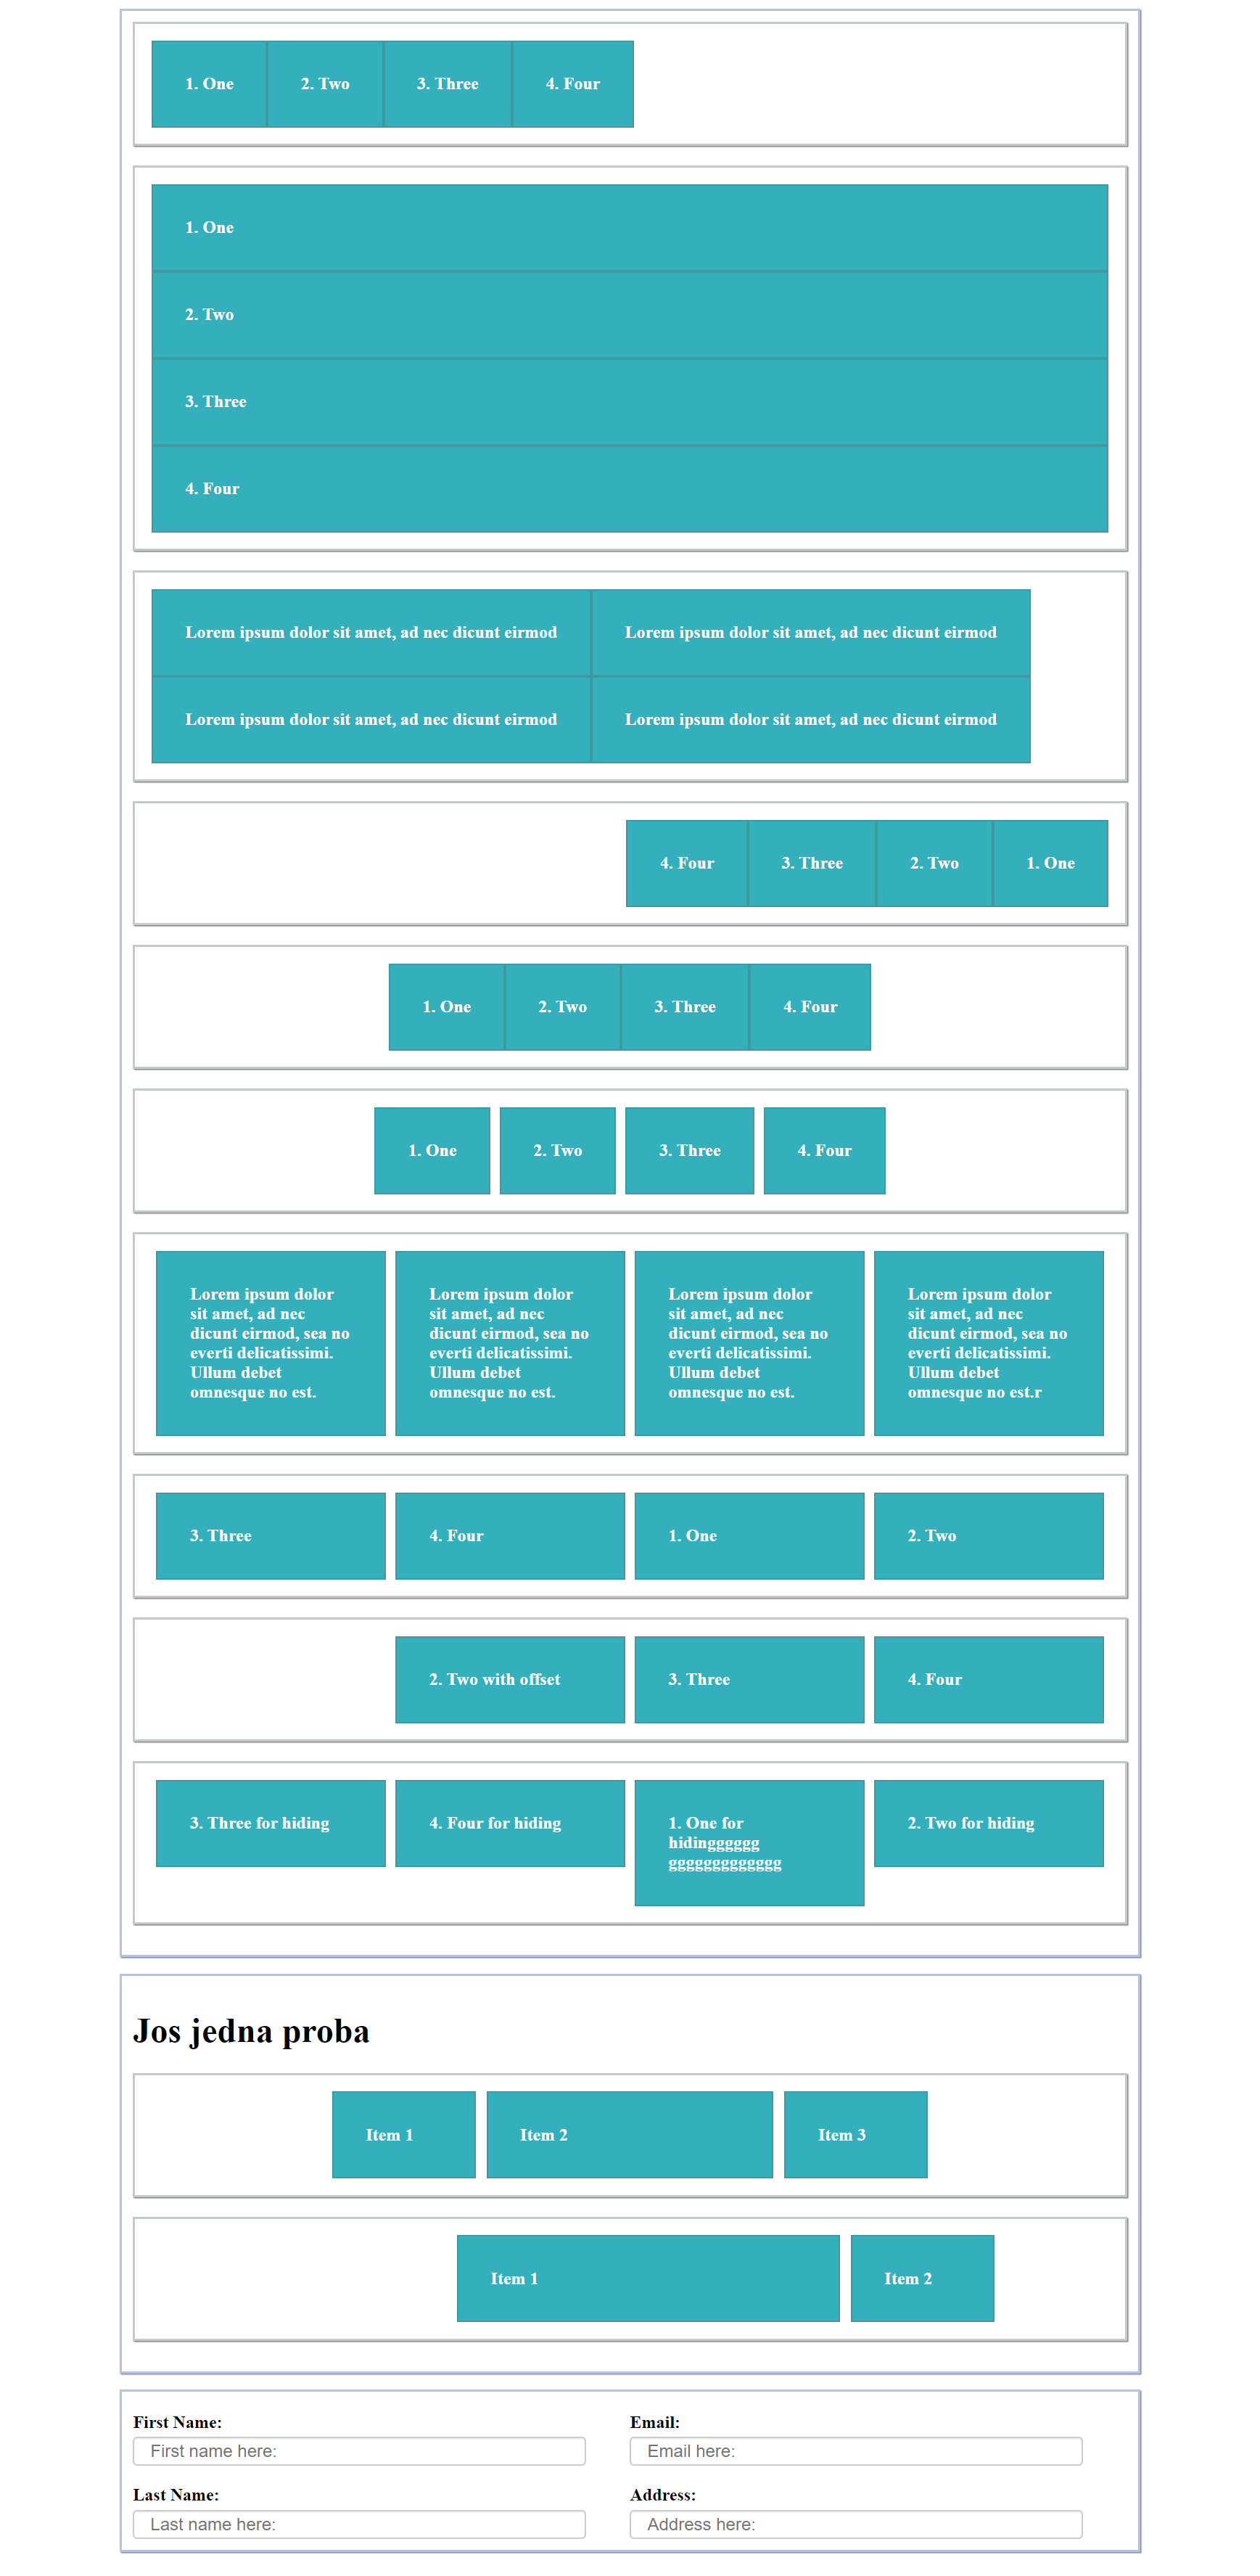 1. One 2. Two 3. Three 4. Four
1. One
2. Two
3. Three
4. Four
Lorem ipsum dolor sit amet, ad nec dicunt eirmod Lorem ipsum dolor sit amet, ad nec dicunt eirmod
Lorem ipsum dolor sit amet, ad nec dicunt eirmod Lorem ipsum dolor sit amet, ad nec dicunt eirmod
4. Four 3. Three 2. Two 1. One
1. One 2. Two 3. Three 4. Four
1. One 2. Two 3. Three 4. Four
Lorem ipsum dolor
sit amet, ad nec
dicunt eirmod, sea no
everti delicatissimi.
Ullum debet
omnesque no est.
Lorem ipsum dolor
sit amet, ad nec
dicunt eirmod, sea no
everti delicatissimi.
Ullum debet
omnesque no est.
Lorem ipsum dolor
sit amet, ad nec
dicunt eirmod, sea no
everti delicatissimi.
Ullum debet
omnesque no est.
Lorem ipsum dolor
sit amet, ad nec
dicunt eirmod, sea no
everti delicatissimi.
Ullum debet
omnesque no est.r
3. Three 4. Four 1. One 2. Two
2. Two with offset 3. Three 4. Four
3. Three for hiding
4. Four for hiding
1. One for
hidingggggggg
ggggggggggggg
2. Two for hiding
Jos jedna proba
Item 1 Item 2 Item 3
Item 1 Item 2
First Name: Email:
First name here: Email here:
Last Name: Address:
Last name here: Address here: